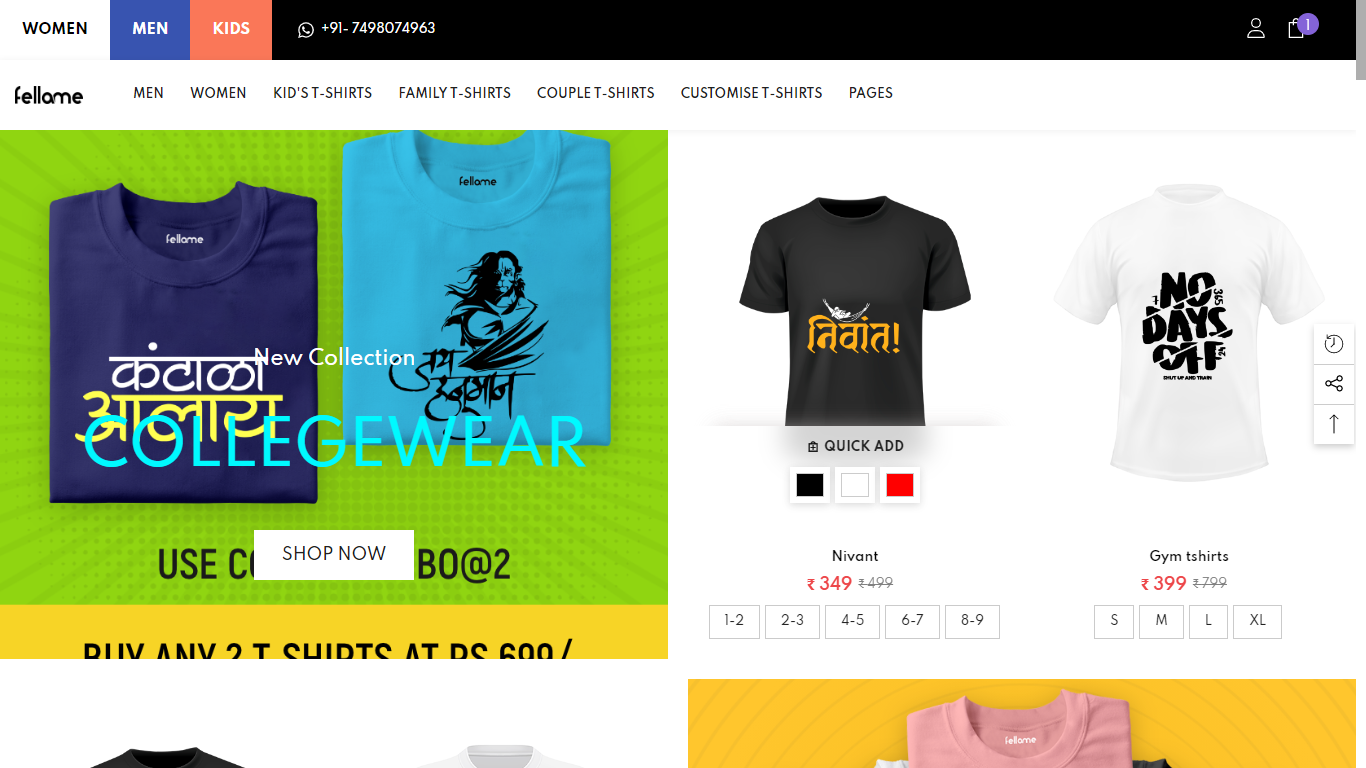 WOMEN
MEN
KIDS
+91- 7498074963
1
fellame
MEN
WOMEN
KID'S T-SHIRTS
FAMILY T-SHIRTS
COUPLE T-SHIRTS
CUSTOMISE T-SHIRTS
PAGES
fellame
fellame
कंटाळा
आलाय
जय
हनुमान
New Collection
COLLEGEWEAR
SHOP NOW
BO@2
BUY ANY 2 T SHIRTS AT RS 699/
निवांत!
QUICK ADD
Nivant
₹ 349 ₹ 499
1-2
2-3
4-5
6-7
8-9
7
NO
365
DAYS
OFF
24
SHUT UP AND TRAIN
Gym tshirts
₹ 399 ₹ 799
S
M
L
XL
fellame